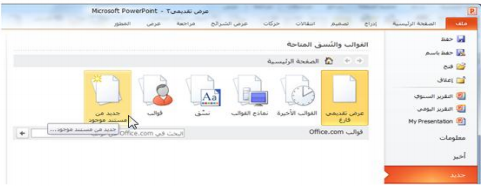 عرض تقديمي٢ - Microsoft PowerPoint
ملف الصفحة الرئيسية إدراج تصميم انتقالات حركات عرض الشرائح مراجعة عرض المطور
حفظ
حفظ باسم
فتح
إغلاق
التقرير السنوي
التقرير اليومي
My Presentation
معلومات
أخير
جديد
القوالب والنُسق المتاحة
الصفحة الرئيسية
عرض تقديمي فارغ
القوالب الأخيرة
نماذج القوالب
نسُق
قوالب
جديد من مستند موجود
جديد من مستند موجود...
قوالب Office.com
البحث في Office.com